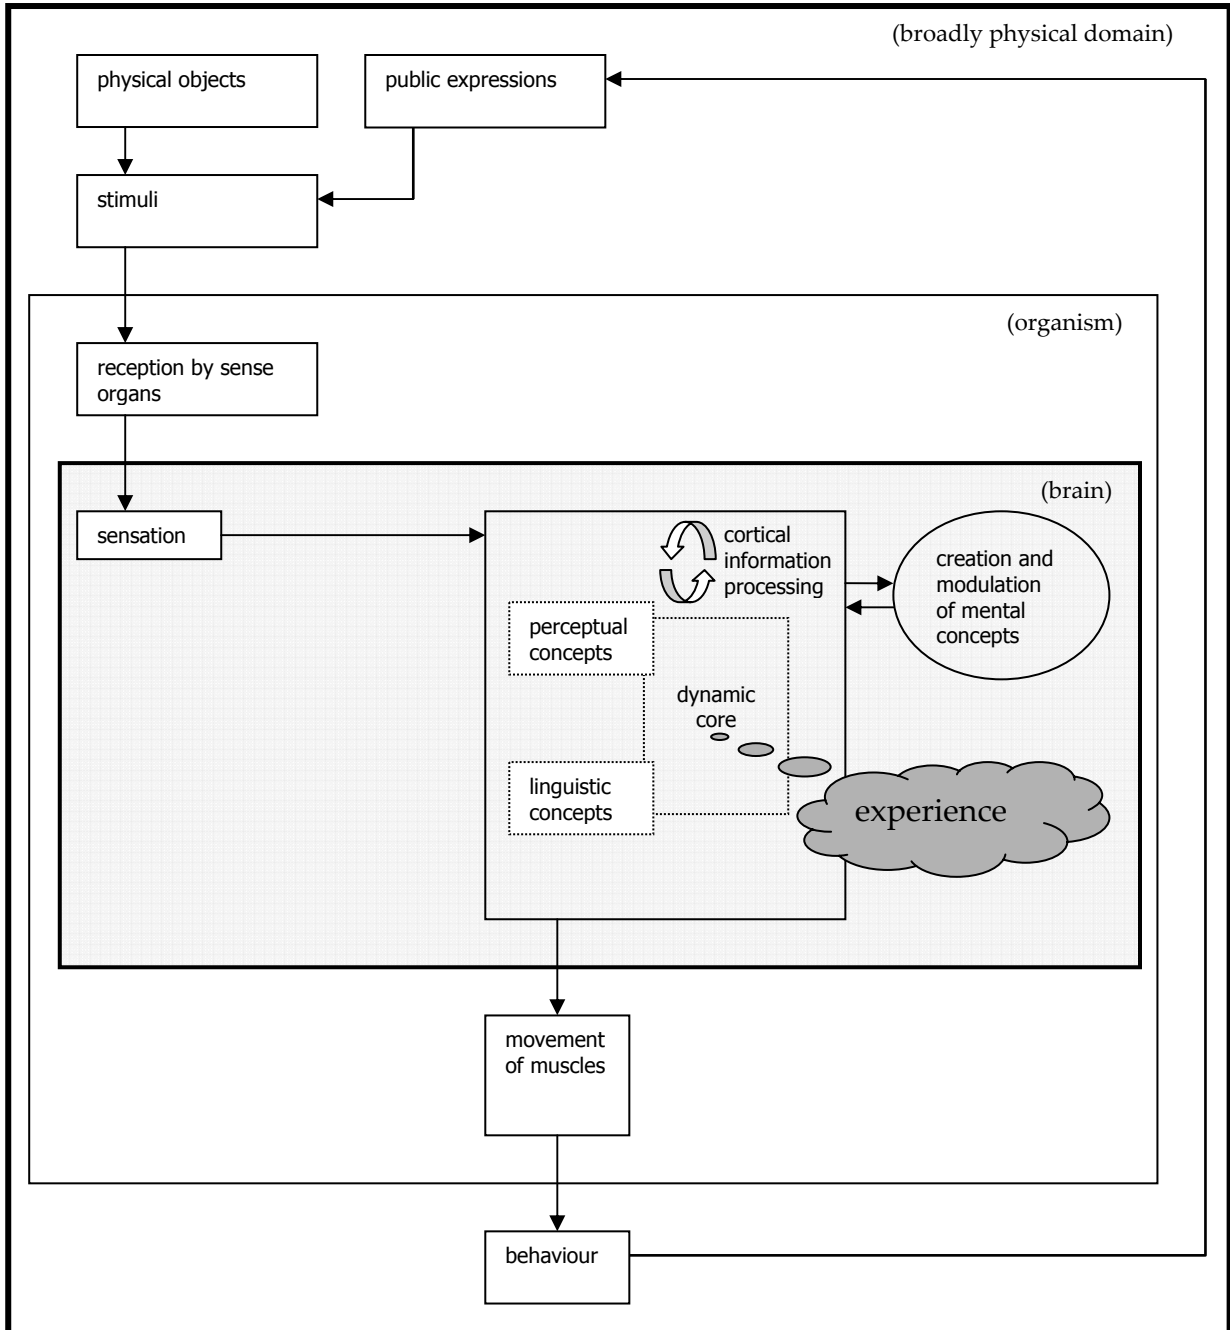 (broadly physical domain)
physical objects
public expressions
stimuli
(organism)
reception by sense
organs
(brain)
sensation
cortical
information
processing
creation and
modulation
of mental
concepts
perceptual
concepts
dynamic
core
linguistic
concepts
experience
movement
of muscles
behaviour